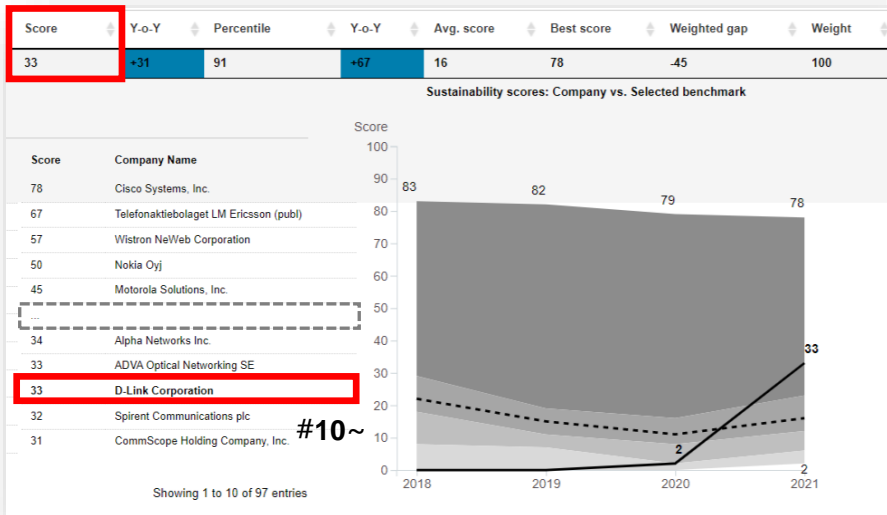 Score Y-o-Y Percentile Y-o-Y Avg. score Best score Weighted gap Weight
33 +31 91 +67 16 78 -45 100
Sustainability scores: Company vs. Selected benchmark
Score Company Name
78 Cisco Systems, Inc.
67 Telefonaktiebolaget LM Ericsson (publ)
57 Wistron NeWeb Corporation
50 Nokia Oyj
45 Motorola Solutions, Inc.
...
34 Alpha Networks Inc.
33 ADVA Optical Networking SE
33 D-Link Corporation
32 Spirent Communications plc
31 CommScope Holding Company, Inc.
#10~
Showing 1 to 10 of 97 entries
Score
100
90
80
70
60
50
40
30
20
10
0
83 82 79 78
33
2
2
2018 2019 2020 2021